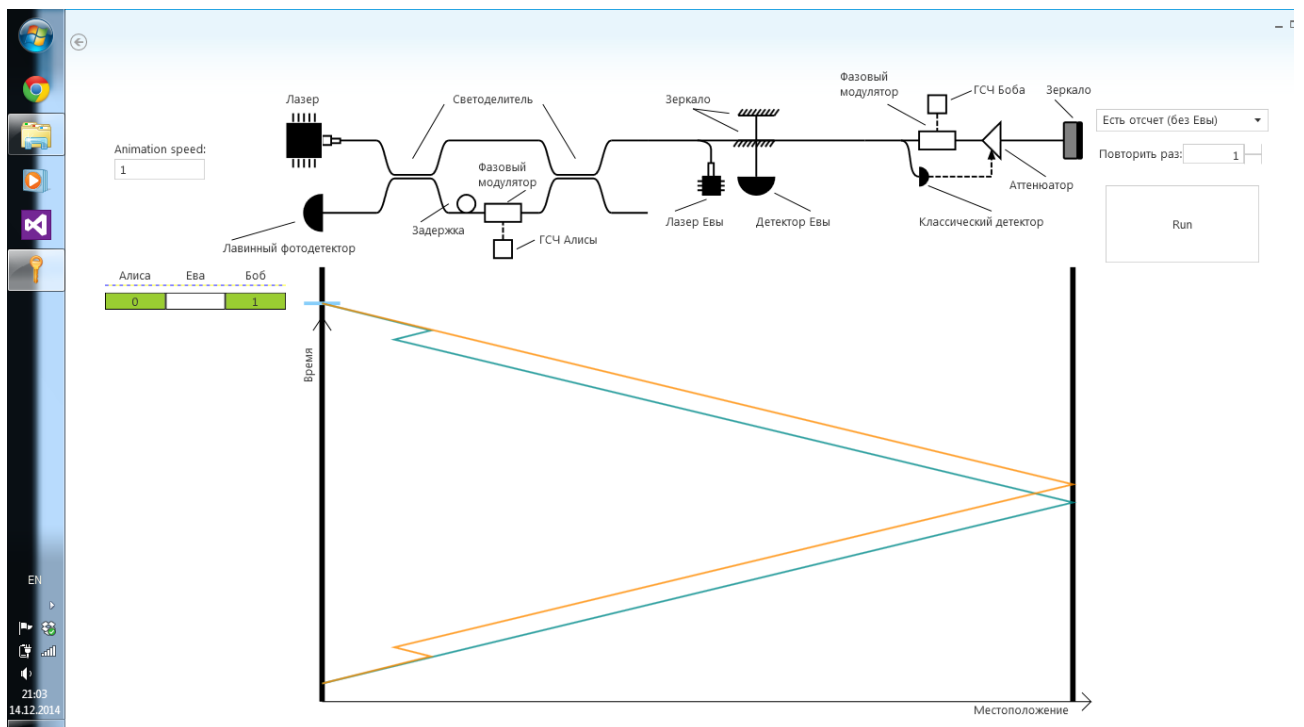 Фазовый
модулятор
ГСЧ Боба
Зеркало
Лазер
Светоделитель
Зеркало
Есть отсчет (без Евы)
Animation speed:
1
Повторить раз:
1
Фазовый
модулятор
Аттенюатор
Задержка
Лазер Евы
Детектор Евы
Классический детектор
Run
ГСЧ Алисы
Лавинный фотодетектор
Алиса
Ева
Боб
0
1
Время
EN
21:03
14.12.2014
Местоположение